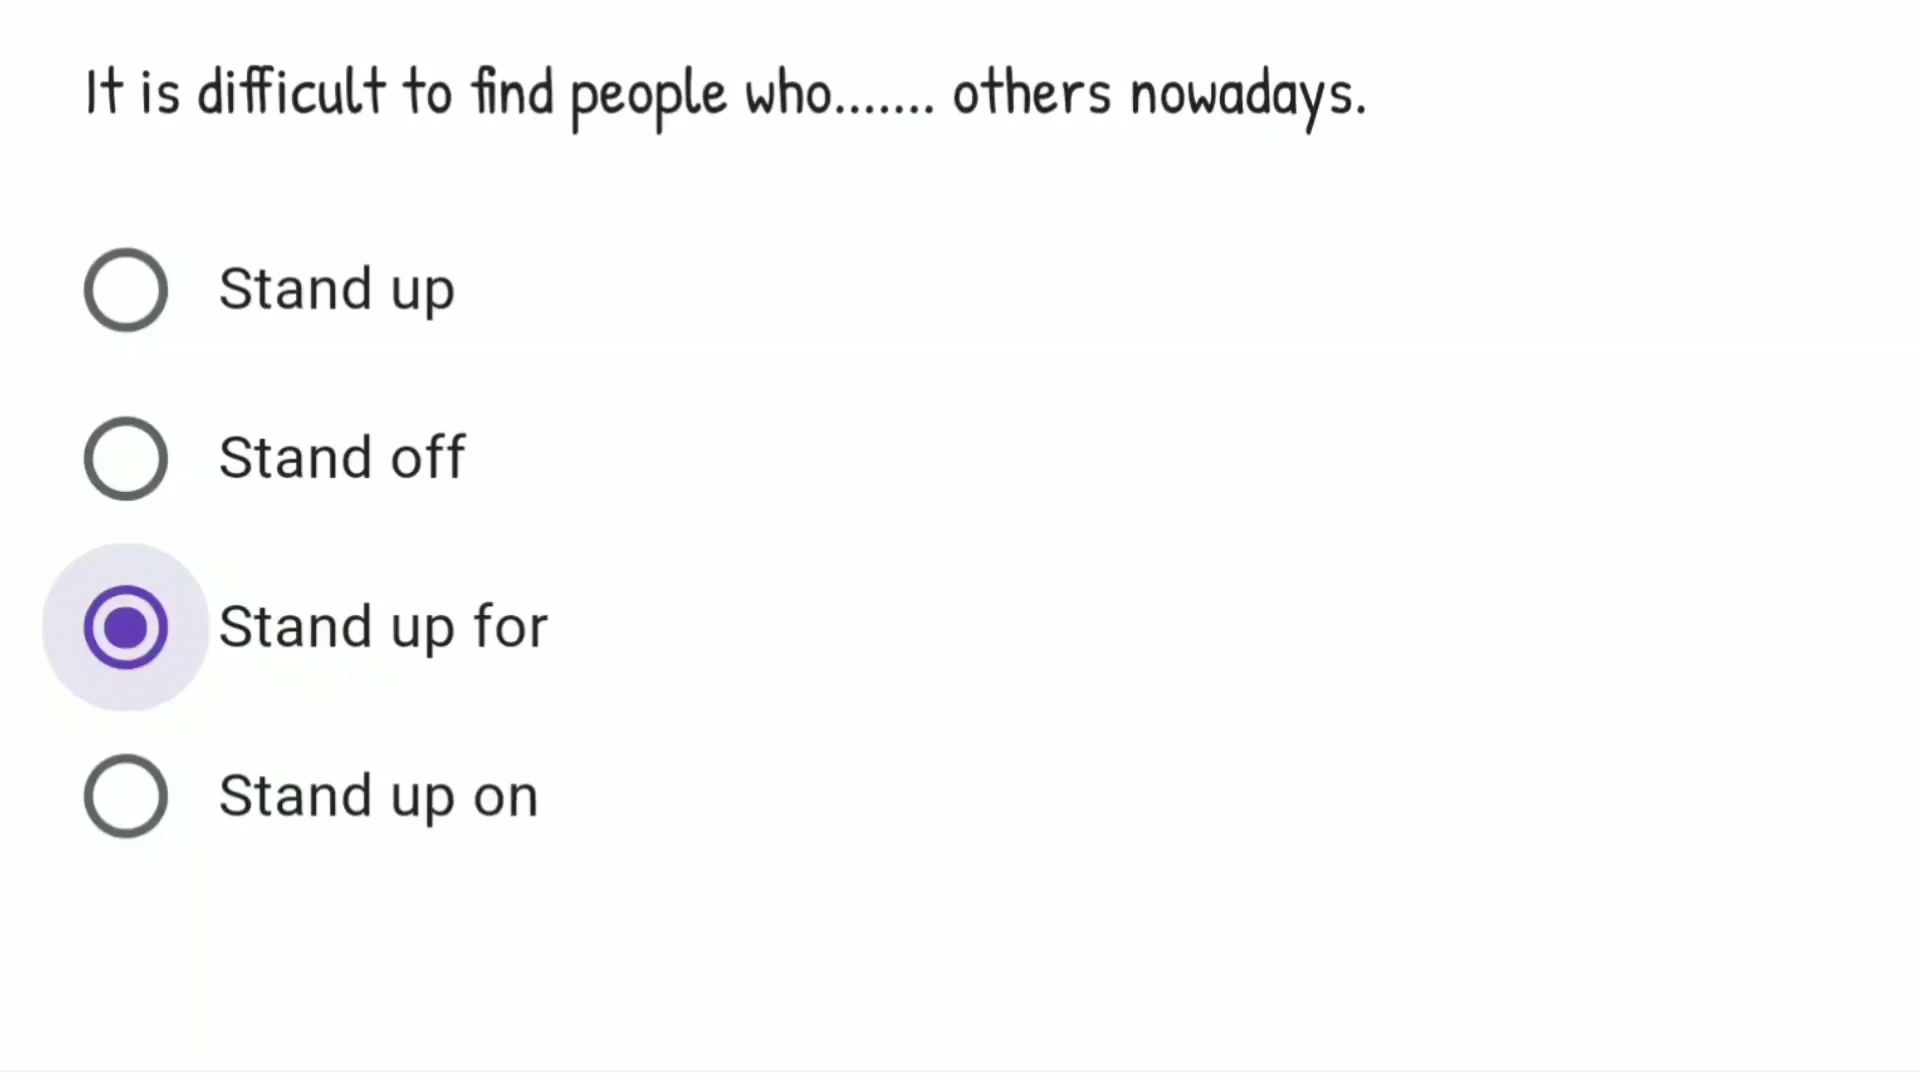 It is difficult to find people who....... others nowadays.
Stand up
Stand off
Stand up for
Stand up on